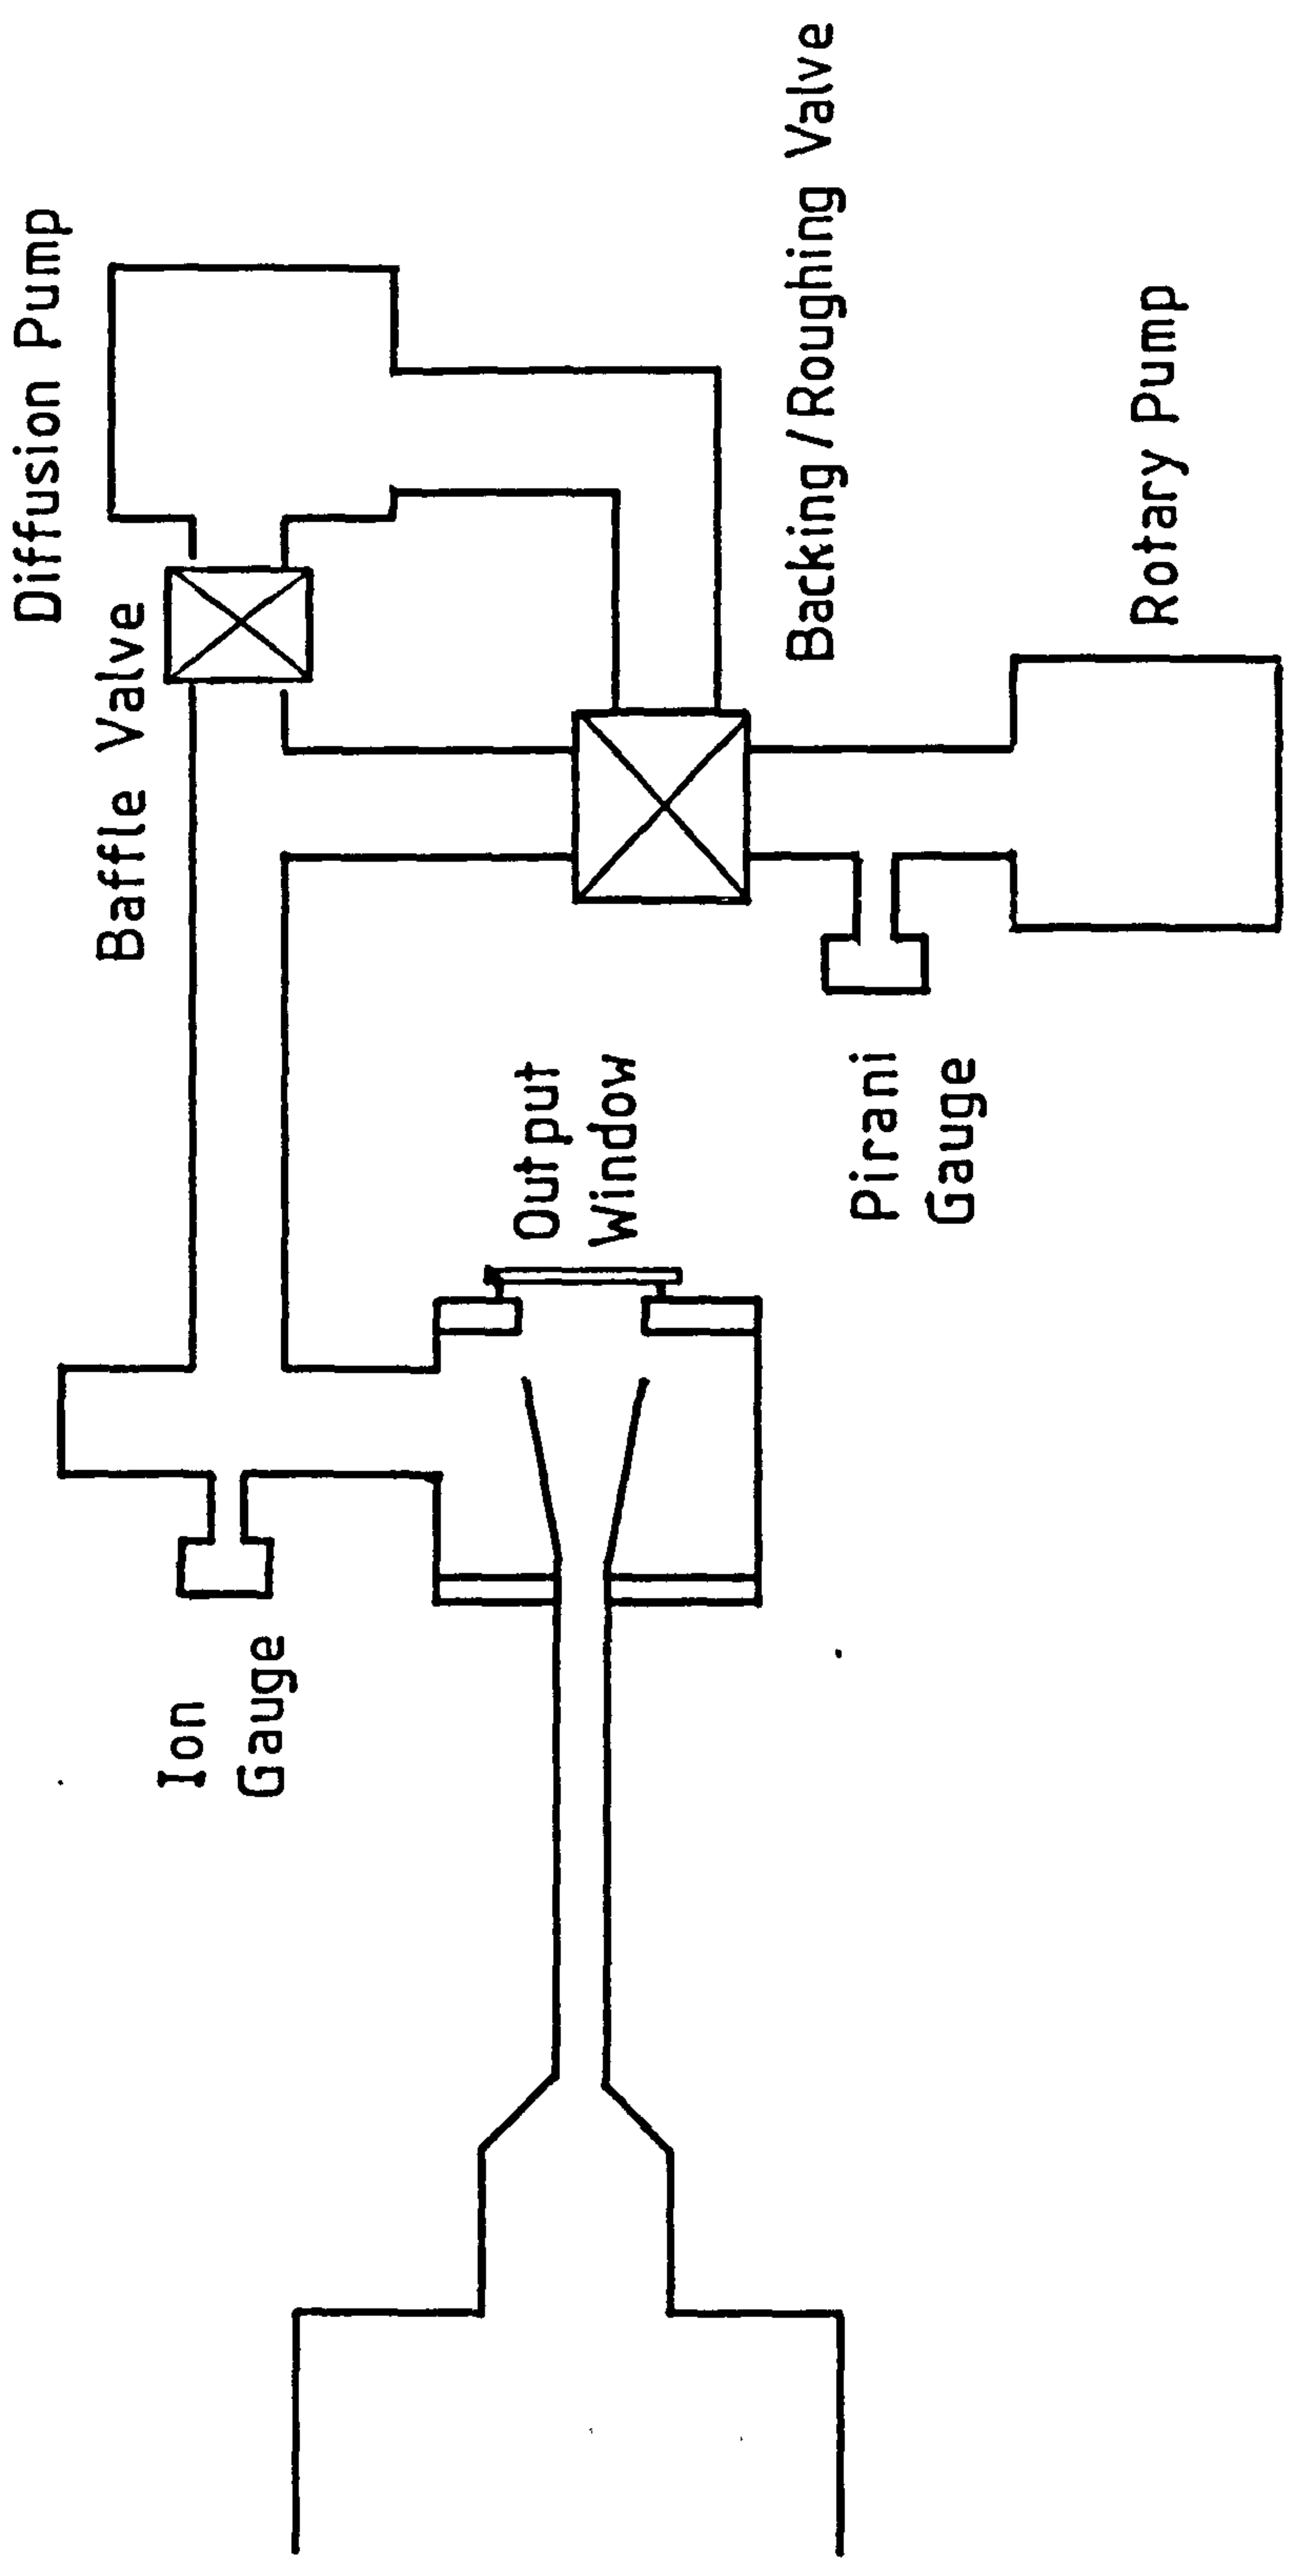 Diffusion Pump
Baffle Valve
Backing/Roughing Valve
Rotary Pump
Output
Window
Pirani
Gauge
Ion
Gauge